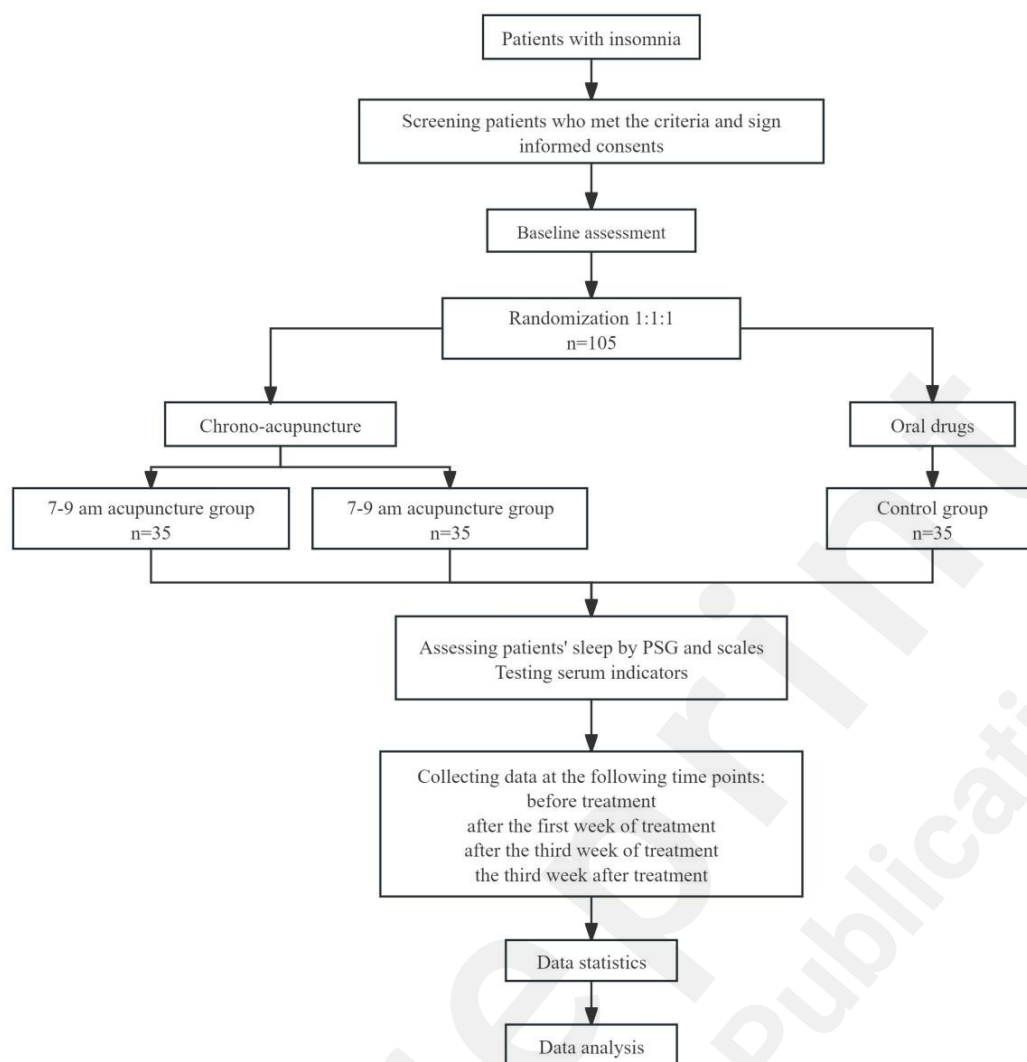 Patients with insomnia
Screening patients who met the criteria and sign
informed consents
Baseline assessment
Randomization 1:1:1
n=105
Chrono-acupuncture
Oral drugs
7-9 am acupuncture group
n=35
7-9 am acupuncture group
n=35
Control group
n=35
Assessing patients' sleep by PSG and scales
Testing serum indicators
Collecting data at the following time points:
before treatment
after the first week of treatment
after the third week of treatment
the third week after treatment
Data statistics
Data analysis
eprint
Publicati